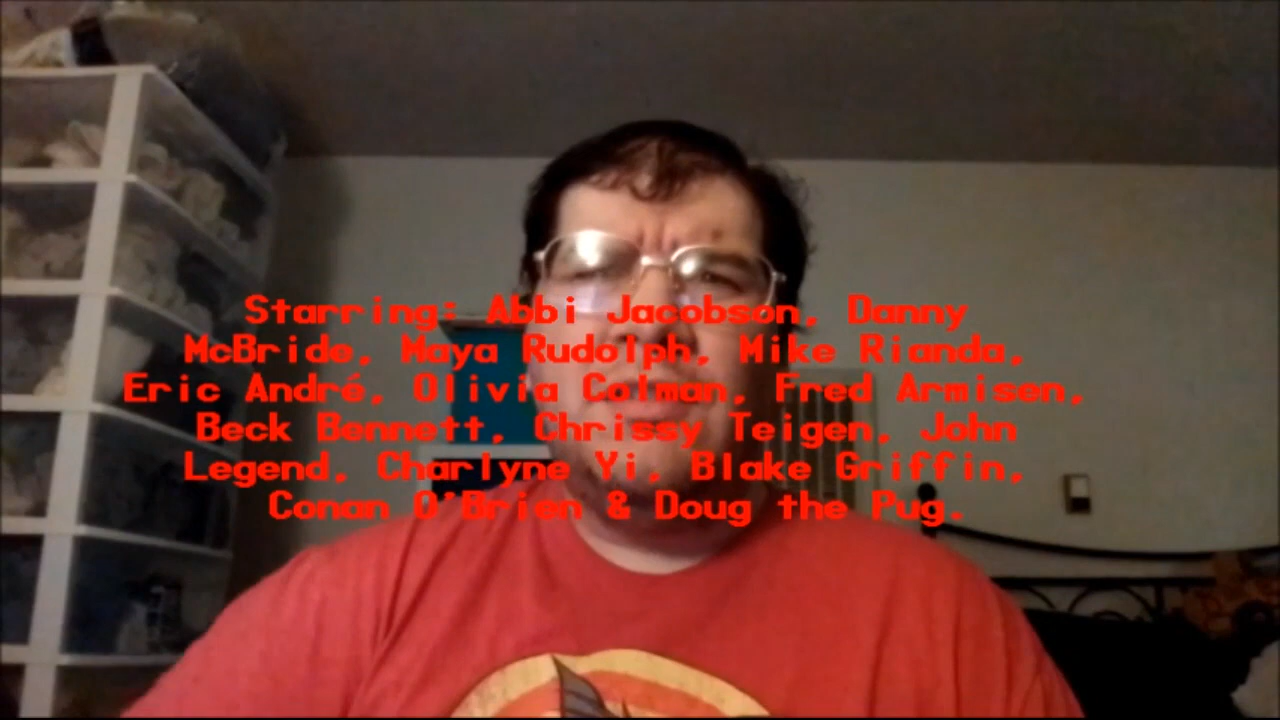 Starring: Abbi Jacobson, Danny
McBride, Maya Rudolph, Mike Rianda,
Eric André, Olivia Colman, Fred Armisen,
Beck Bennett, Chrissy Teigen, John
Legend, Charlyne Yi, Blake Griffin,
Conan O'Brien & Doug the Pug.